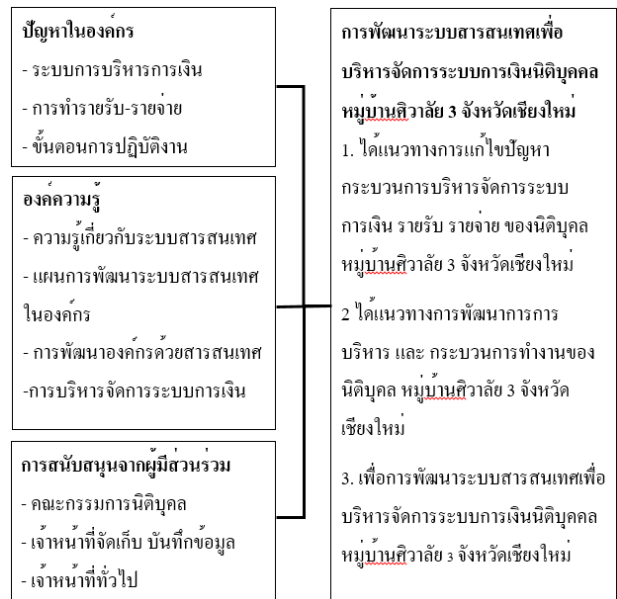 ปัญหาในองค์กร
- ระบบการบริหารการเงิน
- การทำรายรับ-รายจ่าย
- ขั้นตอนการปฏิบัติงาน
องค์ความรู้
- ความรู้เกี่ยวกับระบบสารสนเทศ
- แผนการพัฒนาระบบสารสนเทศ
ในองค์กร
- การพัฒนาองค์กรด้วยสารสนเทศ
-การบริหารจัดการระบบการเงิน
การสนับสนุนจากผู้มีส่วนร่วม
- คณะกรรมการนิติบุคล
- เจ้าหน้าที่จัดเก็บ บันทึกข้อมูล
- เจ้าหน้าที่ทั่วไป
การพัฒนาระบบสารสนเทศเพื่อ
บริหารจัดการระบบการเงินนิติบุคคล
หมู่บ้านศิวาลัย 3 จังหวัดเชียงใหม่
1. ได้แนวทางการแก้ไขปัญหา
กระบวนการบริหารจัดการระบบ
การเงิน รายรับ รายจ่าย ของนิติบุคล
หมู่บ้านศิวาลัย 3 จังหวัดเชียงใหม่
2 ได้แนวทางการพัฒนาการการ
บริหาร และ กระบวนการทำงานของ
นิติบุคล หมู่บ้านศิวาลัย 3 จังหวัด
เชียงใหม่
3. เพื่อการพัฒนาระบบสารสนเทศเพื่อ
บริหารจัดการระบบการเงินนิติบุคคล
หมู่บ้านศิวาลัย 3 จังหวัดเชียงใหม่